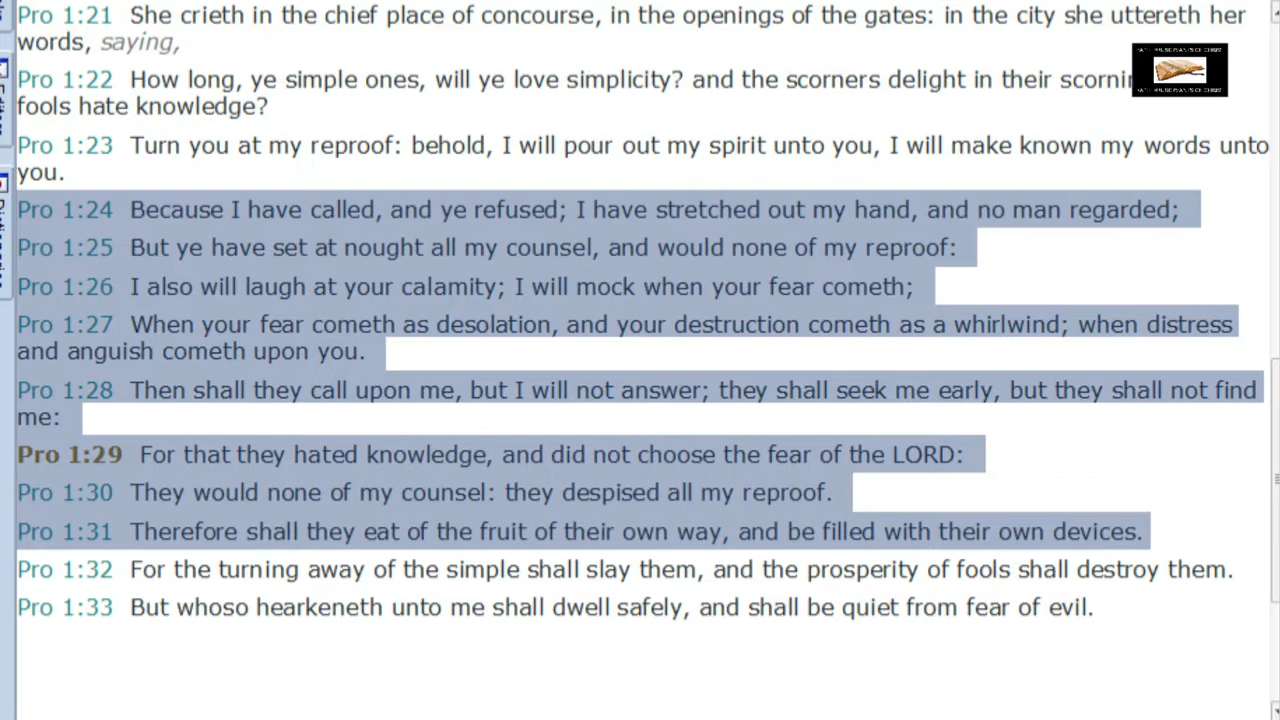 Pro 1:21 She crieth in the chief place of concourse, in the openings of the gates: in the city she uttereth her
words, saying,
Pro 1:22 How long, ye simple ones, will ye love simplicity? and the scorners delight in their
fools hate knowledge?
Pro 1:23 Turn you at my reproof: behold, I will pour out my spirit unto you, I will make known my words unto
you.
Pro 1:24 Because I have called, and ye refused; I have stretched out my hand, and no man regarded;
Pro 1:25 But ye have set at nought all my counsel, and would none of my reproof:
Pro 1:26 I also will laugh at your calamity; I will mock when your fear cometh;
Pro 1:27 When your fear cometh as desolation, and your destruction cometh as a whirlwind; when distress
and anguish cometh upon you.
Pro 1:28 Then shall they call upon me, but I will not answer; they shall seek me early, but they shall not find
me:
Pro 1:29 For that they hated knowledge, and did not choose the fear of the LORD:
Pro 1:30 They would none of my counsel: they despised all my reproof.
Pro 1:31 Therefore shall they eat of the fruit of their own way, and be filled with their own devices.
Pro 1:32 For the turning away of the simple shall slay them, and the prosperity of fools shall destroy them.
Pro 1:33 But whoso hearkeneth unto me shall dwell safely, and shall be quiet from fear of evil.